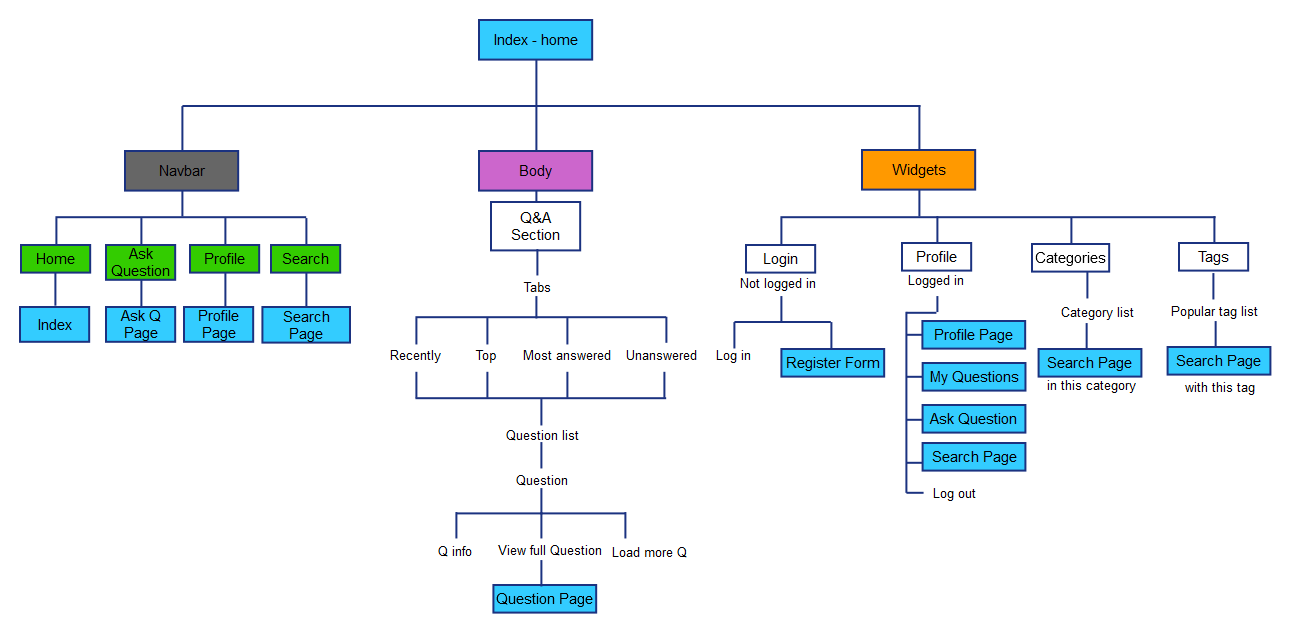 Index - home
Navbar
Body
Widgets
Q&A
Section
Home
Ask
Question
Profile
Search
Login
Not logged in
Profile
Logged in
Categories
Tags
Index
Ask Q
Page
Profile
Page
Search
Page
Tabs
Category list
Popular tag list
Recently
Top
Most answered
Unanswered
Log in
Register Form
Profile Page
My Questions
Ask Question
Search Page
Log out
Search Page
in this category
Search Page
with this tag
Question list
Question
Q info
View full Question
Load more Q
Question Page